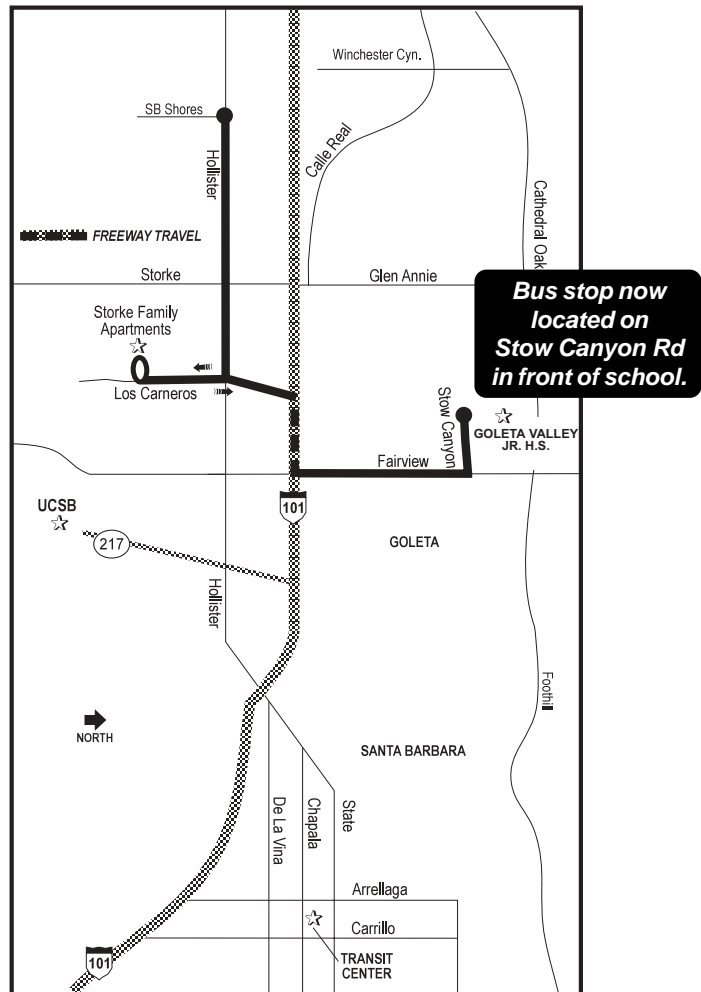 Winchester Cyn.
SB Shores
Calle Real
Hollister
Cathedral Oak
FREEWAY TRAVEL
Storke
Glen Annie
Bus stop now
located on
Stow Canyon Rd
in front of school.
Storke Family
Apartments
Los Carneros
Stow Canyon
GOLETA VALLEY
JR. H.S.
Fairview
UCSB
101
217
GOLETA
Hollister
Foothill
NORTH
SANTA BARBARA
De La Vina
Chapala
State
Arrellaga
Carrillo
TRANSIT
CENTER
101